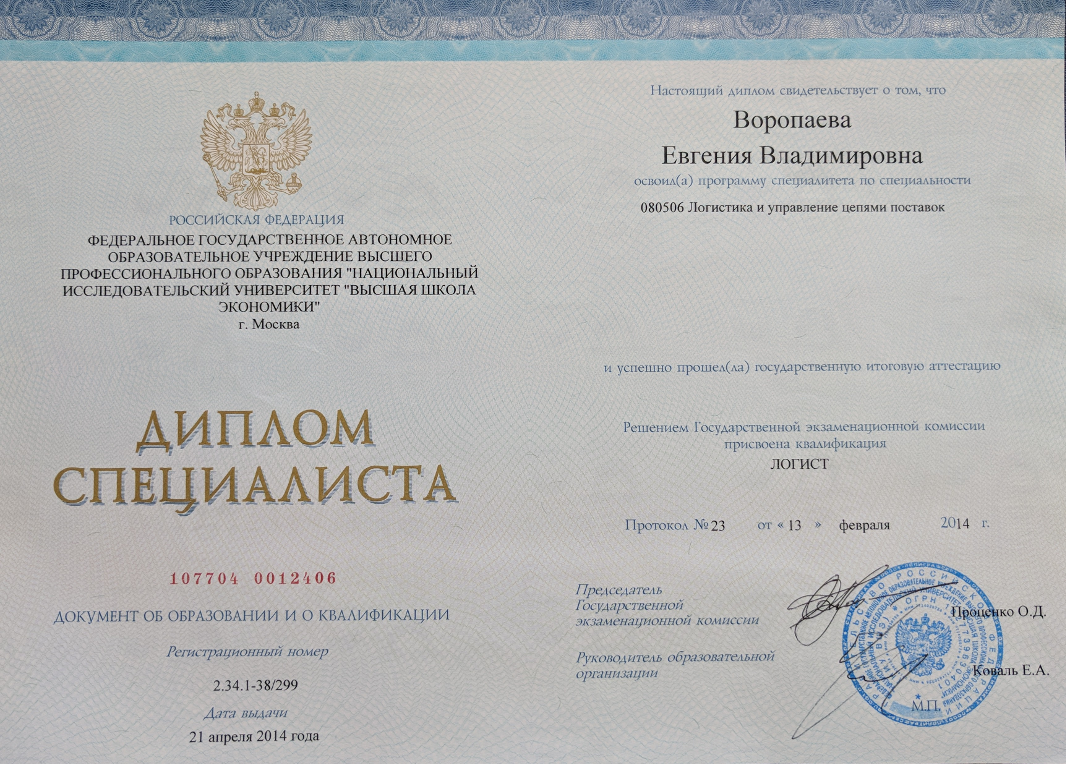 РОССИЙСКАЯ ФЕДЕРАЦИЯ
ФЕДЕРАЛЬНОЕ ГОСУДАРСТВЕННОЕ АВТОНОМНОЕ
ОБРАЗОВАТЕЛЬНОЕ УЧРЕЖДЕНИЕ ВЫСШЕГО
ПРОФЕССИОНАЛЬНОГО ОБРАЗОВАНИЯ "НАЦИОНАЛЬНЫЙ
ИССЛЕДОВАТЕЛЬСКИЙ УНИВЕРСИТЕТ "ВЫСШАЯ ШКОЛА
ЭКОНОМИКИ"
г. Москва
ДИПЛОМ
СПЕЦИАЛИСТА
107704 0012406
ДОКУМЕНТ ОБ ОБРАЗОВАНИИ И О КВАЛИФИКАЦИИ
Регистрационный номер
2.34.1-38/299
Дата выдачи
21 апреля 2014 года
Настоящий диплом свидетельствует о том, что
Воропаева
Евгения Владимировна
освоил(а) программу специалитета по специальности
080506 Логистика и управление цепями поставок
и успешно прошел(ла) государственную итоговую аттестацию
Решением Государственной экзаменационной комиссии
присвоена квалификация
ЛОГИСТ
Протокол № 23 от « 13 » февраля 2014 г.
Председатель
Государственной
экзаменационной комиссии
Проценко О.Д.
Руководитель образовательной
организации
Коваль Е.А.
М.П.